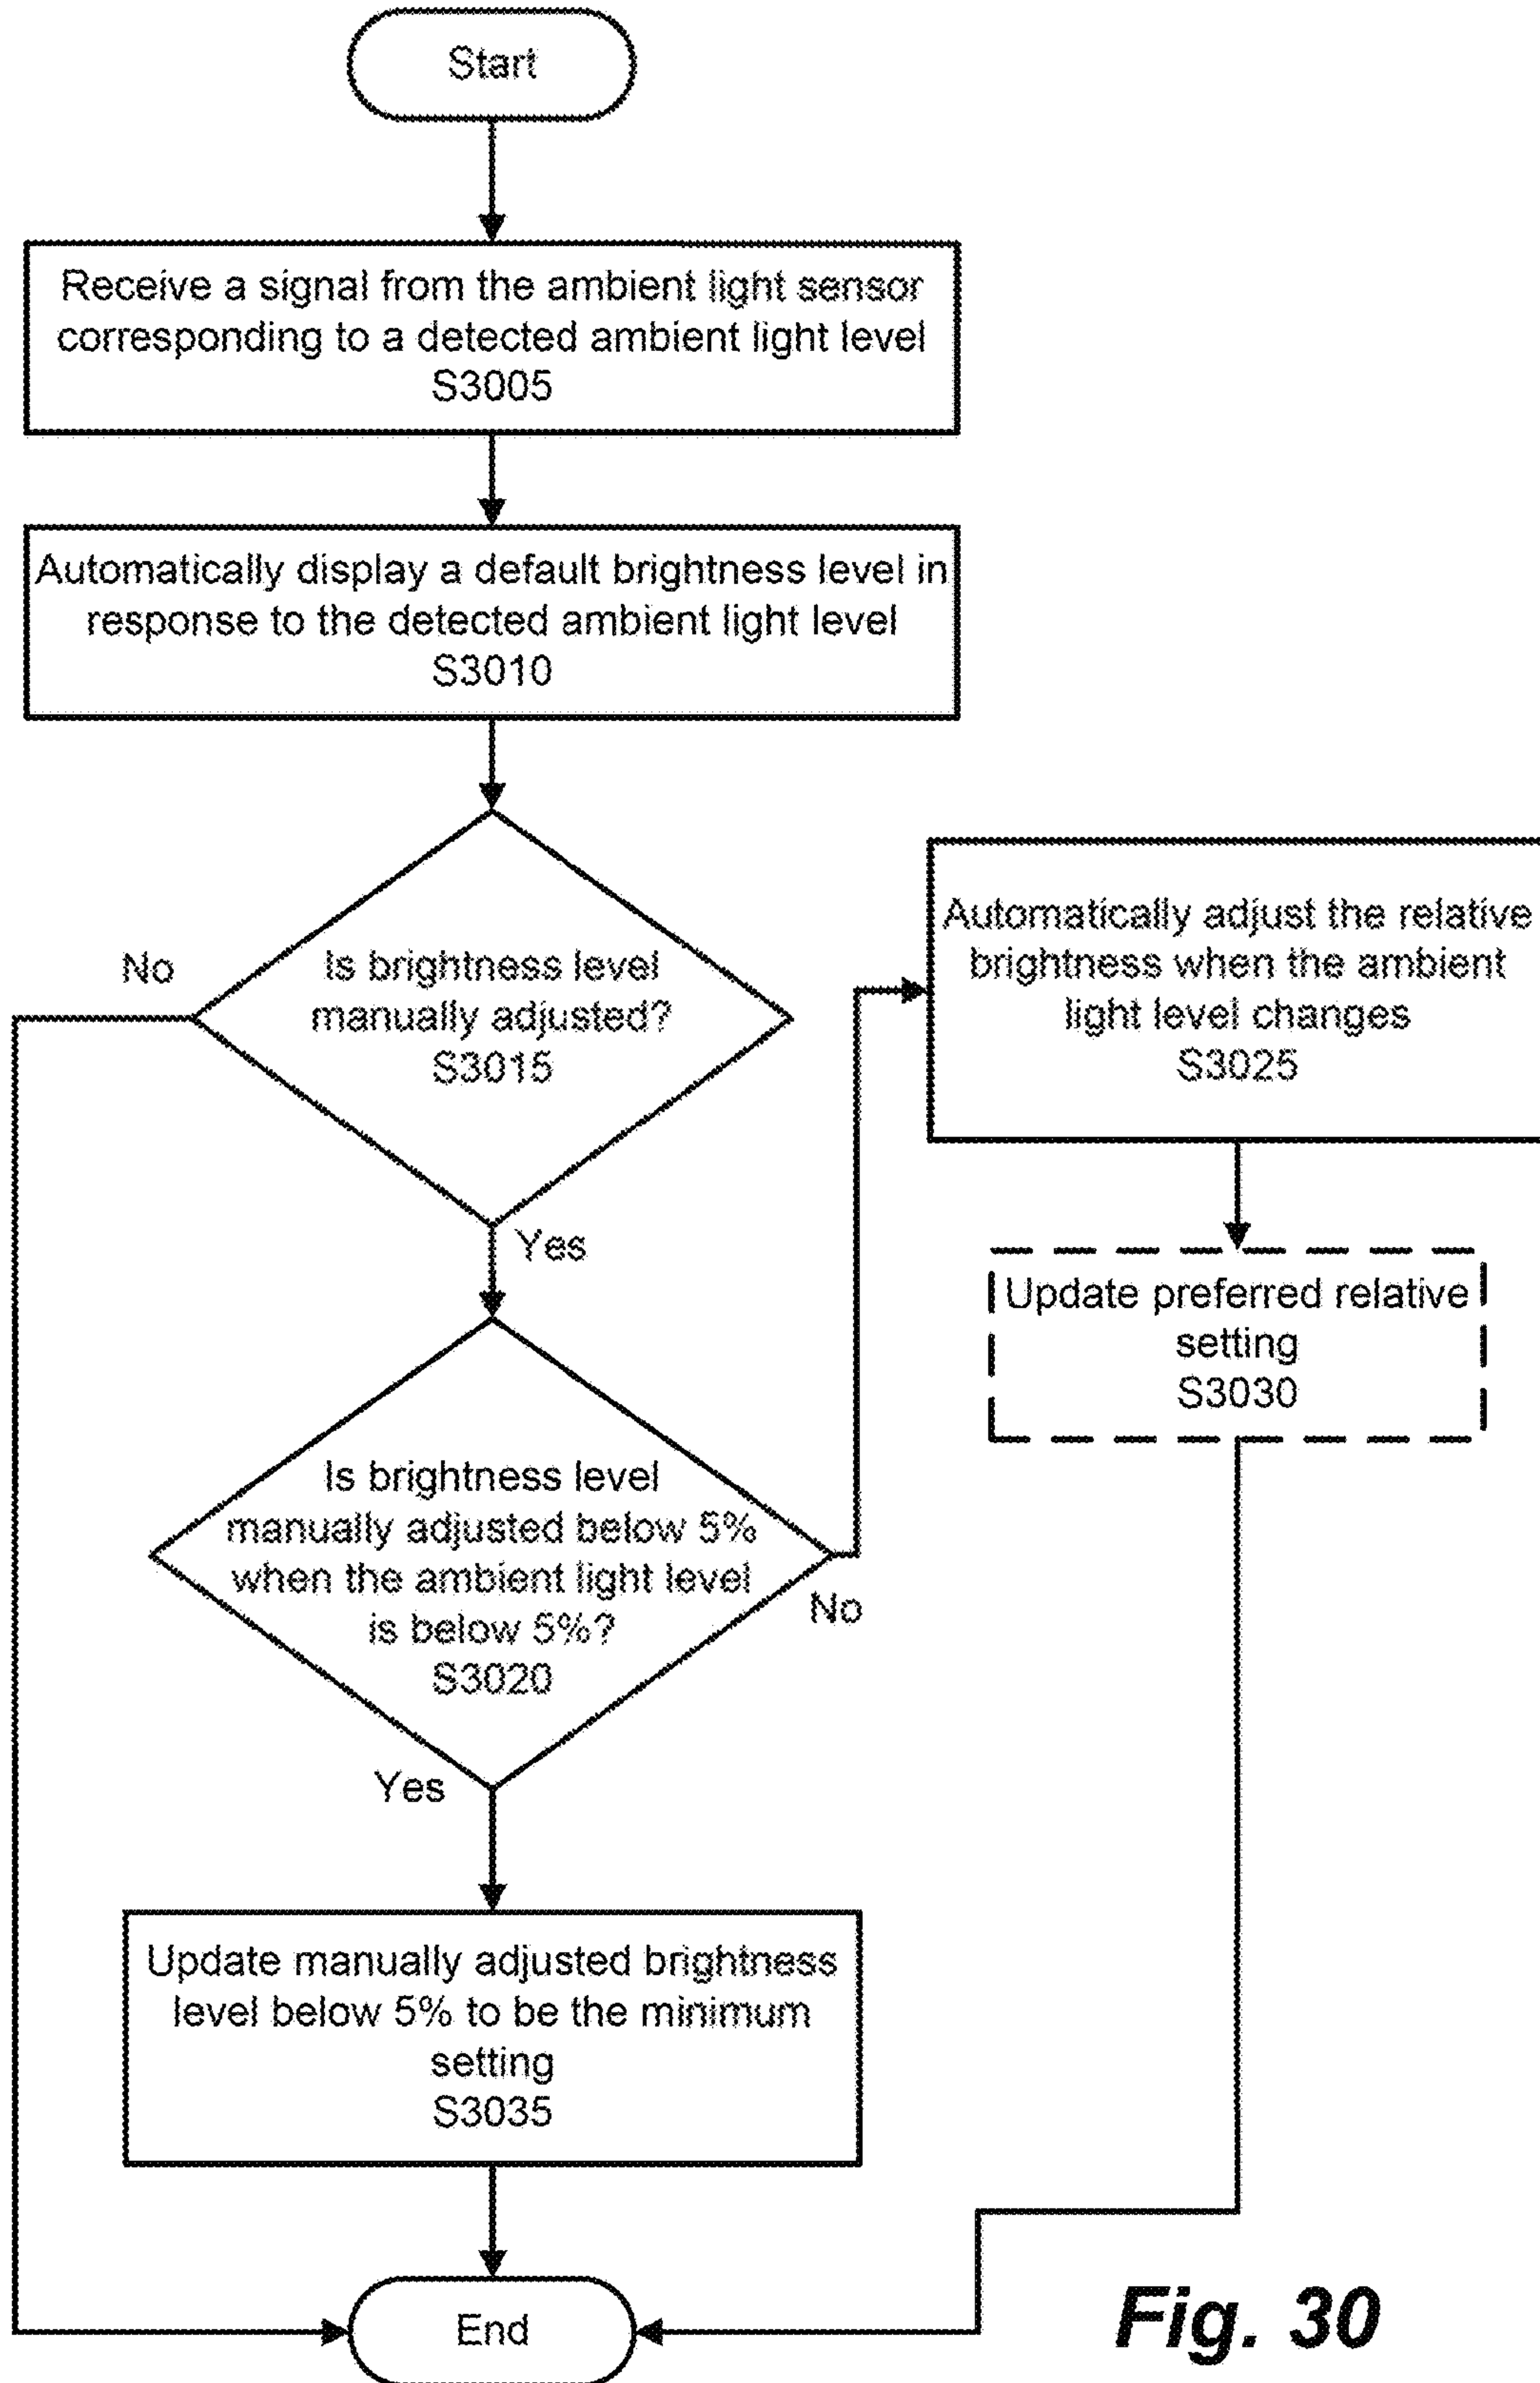 Start
Receive a signal from the ambient light sensor
corresponding to a detected ambient light level
S3005
Automatically display a default brightness level in
response to the detected ambient light level
S3010
No
Is brightness level
manually adjusted?
S3015
Yes
Automatically adjust the relative
brightness when the ambient
light level changes
S3025
Update preferred relative
setting
S3030
Is brightness level
manually adjusted below 5%
when the ambient light level
is below 5%?
S3020
No
Yes
Update manually adjusted brightness
level below 5% to be the minimum
setting
S3035
End
Fig. 30